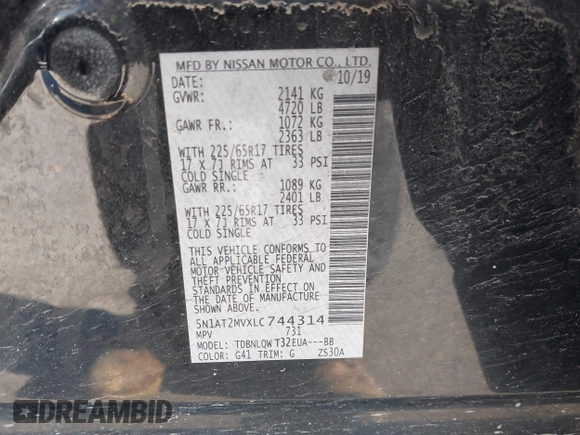 MFD BY NISSAN MOTOR CO., LTD.
DATE: 10/19
GVWR: 2141 KG
4720 LB
GAWR FR.: 1072 KG
2363 LB
WITH 225/65R17 TIRES
17 X 7J RIMS AT 33 PSI
COLD SINGLE
GAWR RR.: 1089 KG
2401 LB
WITH 225/65R17 TIRES
17 X 7J RIMS AT 33 PSI
COLD SINGLE
THIS VEHICLE CONFORMS TO
ALL APPLICABLE FEDERAL
MOTOR VEHICLE SAFETY AND
THEFT PREVENTION
STANDARDS IN EFFECT ON
THE DATE OF MANUFACTURE
SHOWN ABOVE.
5N1AT2MVXLC744314
MPV 731
MODEL: TDBNLQWT32EUA---BB
COLOR: G41 TRIM: G ZS30A
DREAMBID